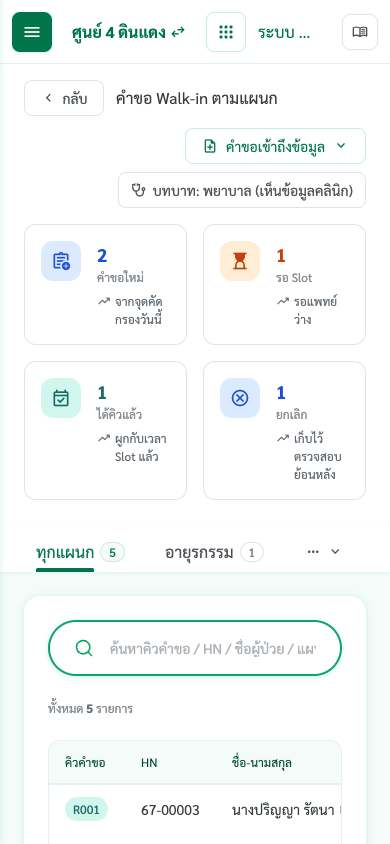 ศูนย์ 4 ดินแดง
ระบบ ...
กลับ
คำขอ Walk-in ตามแผนก
คำขอเข้าถึงข้อมูล
บทบาท: พยาบาล (เห็นข้อมูลคลินิก)
2
คำขอใหม่
จากจุดคัด
กรองวันนี้
1
รอ Slot
รอแพทย์
ว่าง
1
ได้คิวแล้ว
ผูกกับเวลา
Slot แล้ว
1
ยกเลิก
เก็บไว้
ตรวจสอบ
ย้อนหลัง
ทุกแผนก 5
อายุรกรรม 1
ค้นหาคิวคำขอ / HN / ชื่อผู้ป่วย / แผ
ทั้งหมด 5 รายการ
คิวคำขอ HN ชื่อ-นามสกุล
R001 67-00003 นางปริญญา รัตนา